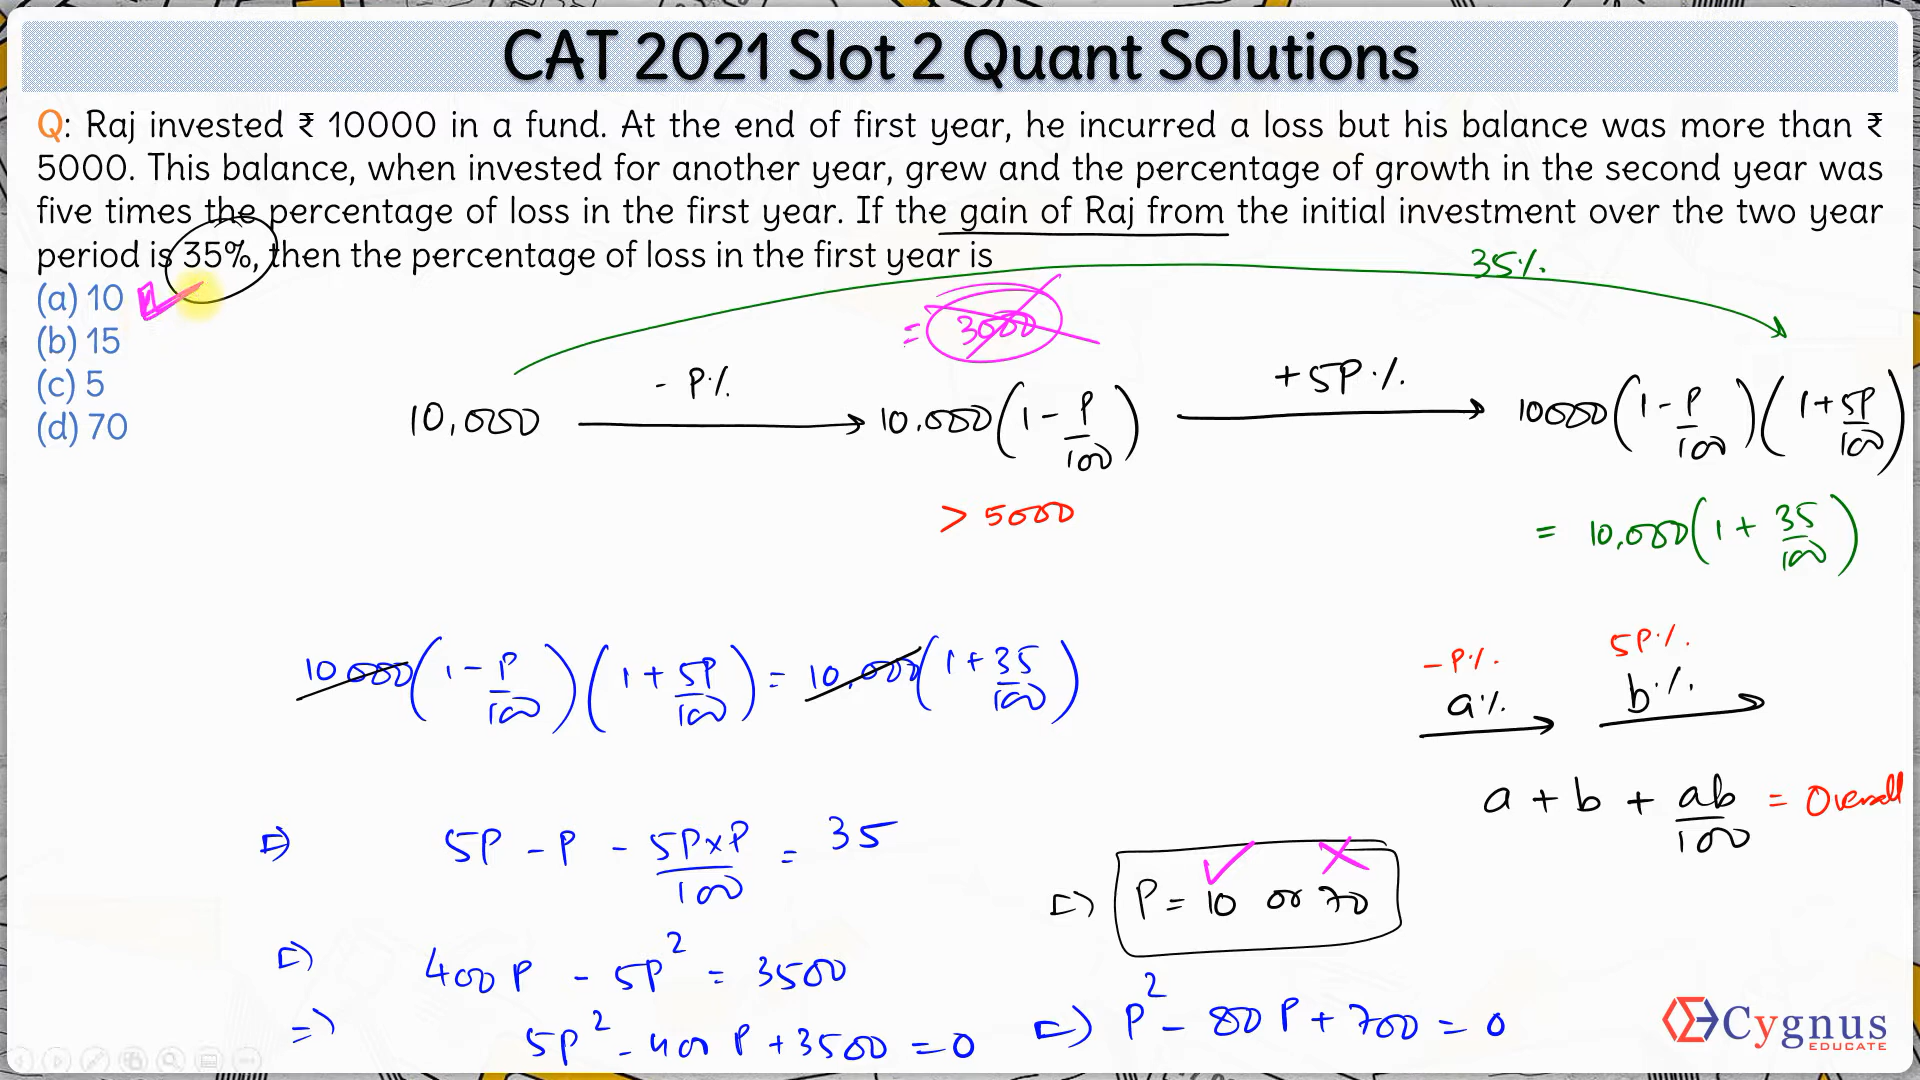 CAT 2021 Slot 2 Quant Solutions
Q: Raj invested ₹ 10000 in a fund. At the end of first year, he incurred a loss but his balance was more than ₹
5000. This balance, when invested for another year, grew and the percentage of growth in the second year was
five times the percentage of loss in the first year. If the gain of Raj from the initial investment over the two year
period is 35%, then the percentage of loss in the first year is
(a) 10
(b) 15
(c) 5
(d) 70
35%
= 3000
- P%
+5P%
10,000
10,000(1 - P/100)
10000(1 - P/100)(1 + 5P/100)
> 5000
= 10,000(1 + 35/100)
10000(1 - P/100)(1 + 5P/100) = 10,000(1 + 35/100)
-P%
5P%
a%
b%
a + b + ab/100 = Overall
⇒ 5P - P - 5P×P/100 = 35
⇒ P = 10 or 70
⇒ 400P - 5P² = 3500
⇒ 5P² - 400P + 3500 = 0
⇒ P² - 80P + 700 = 0
Cygnus
EDUCATE